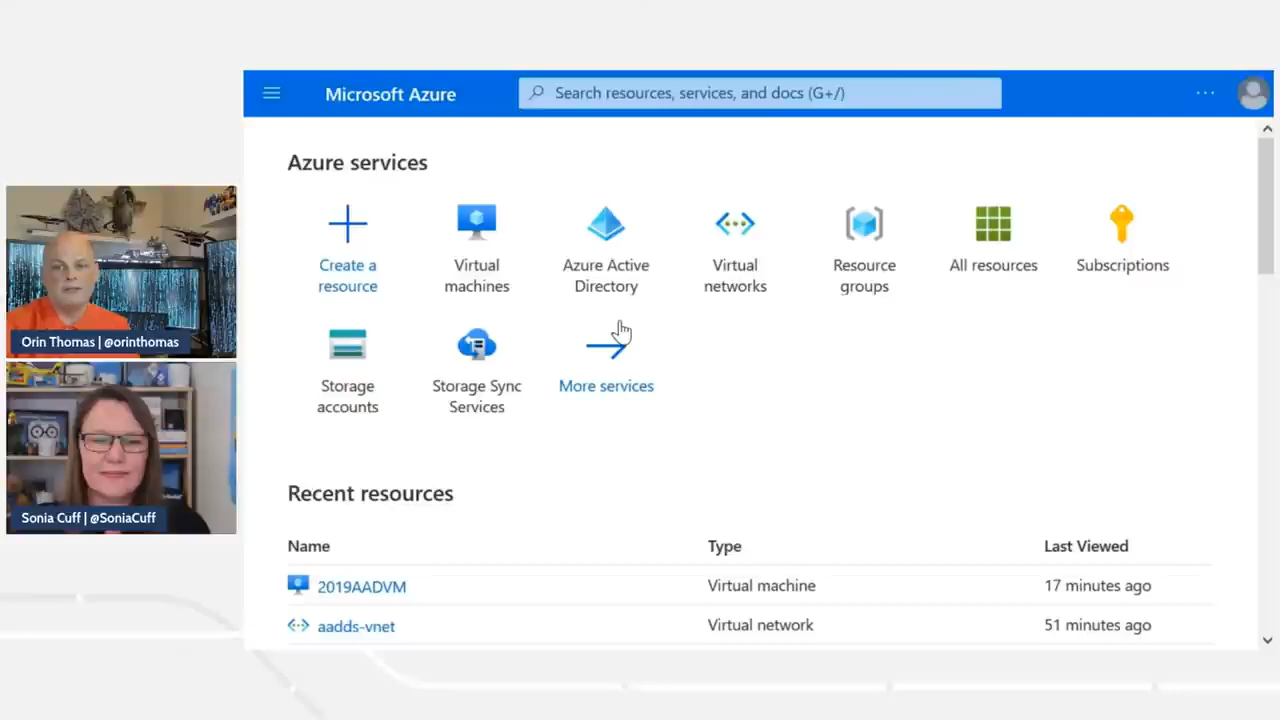 Microsoft Azure
Search resources, services, and docs (G+/)
Azure services
Create a resource
Virtual machines
Azure Active Directory
Virtual networks
Resource groups
All resources
Subscriptions
Storage accounts
Storage Sync Services
More services
Recent resources
Name Type Last Viewed
2019AADVM Virtual machine 17 minutes ago
aadds-vnet Virtual network 51 minutes ago
Orin Thomas | @orinthomas
Sonia Cuff | @SoniaCuff